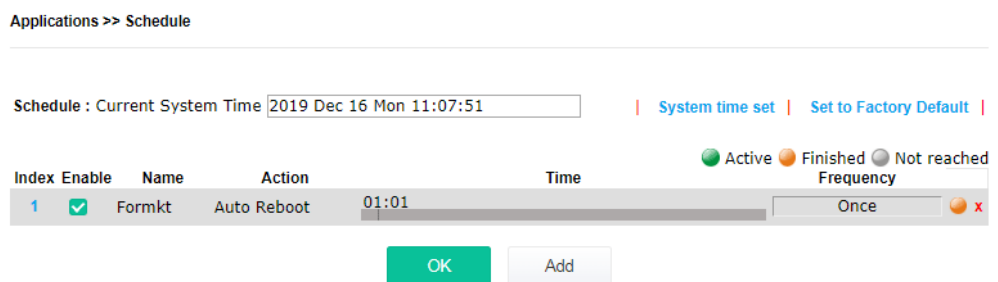 Applications >> Schedule
Schedule : Current System Time 2019 Dec 16 Mon 11:07:51 | System time set | Set to Factory Default |
Active Finished Not reached
Index Enable Name Action Time Frequency
1 Formkt Auto Reboot 01:01 Once x
OK Add